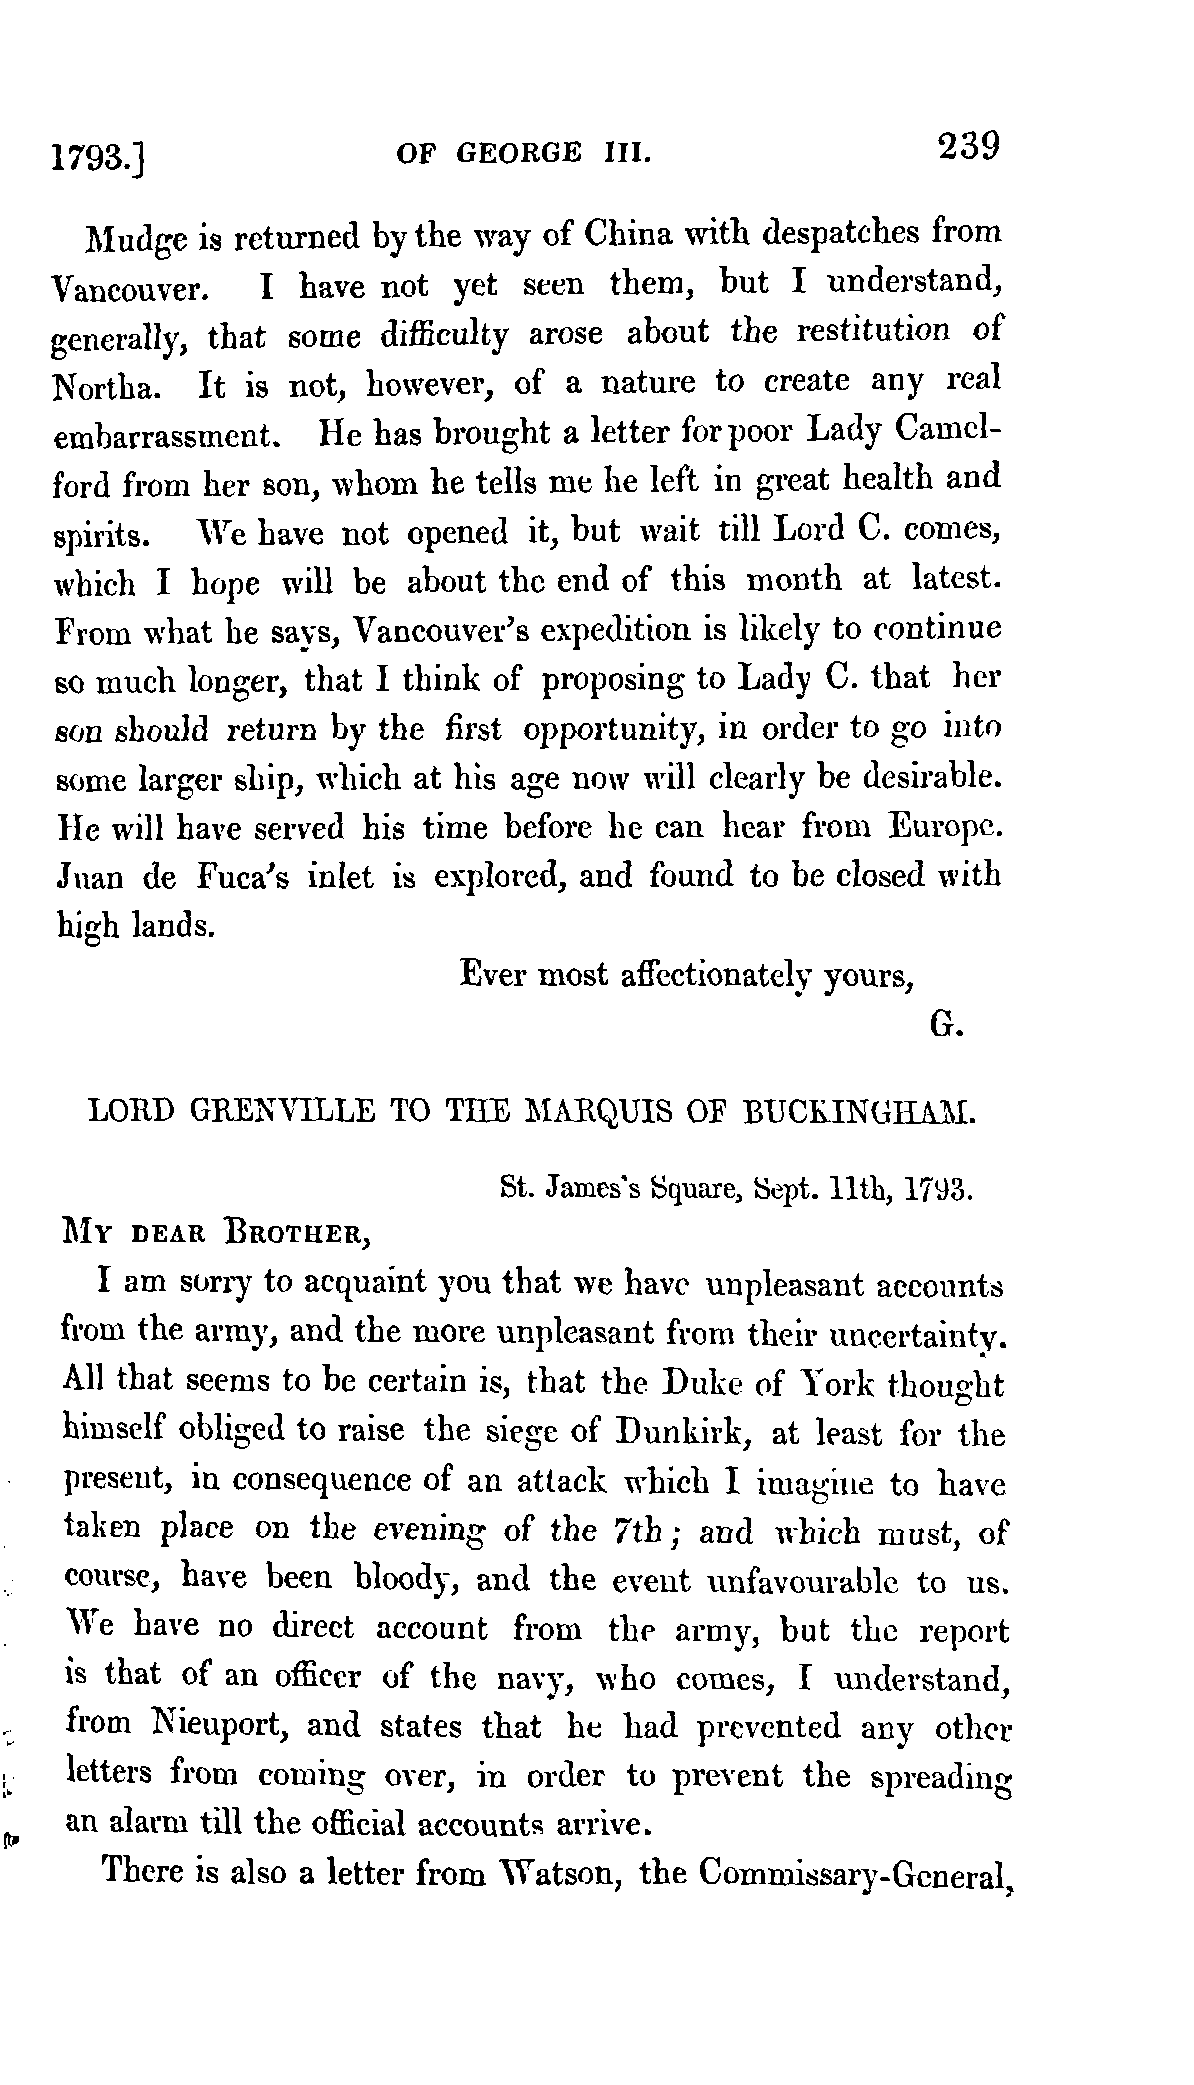 1793.] OF GEORGE III. 239
Mudge is returned by the way of China with despatches from
Vancouver. I have not yet seen them, but I understand,
generally, that some difficulty arose about the restitution of
Northa. It is not, however, of a nature to create any real
embarrassment. He has brought a letter for poor Lady Camel-
ford from her son, whom he tells me he left in great health and
spirits. We have not opened it, but wait till Lord C. comes,
which I hope will be about the end of this month at latest.
From what he says, Vancouver's expedition is likely to continue
so much longer, that I think of proposing to Lady C. that her
son should return by the first opportunity, in order to go into
some larger ship, which at his age now will clearly be desirable.
He will have served his time before he can hear from Europe.
Juan de Fuca's inlet is explored, and found to be closed with
high lands.
Ever most affectionately yours,
G.
LORD GRENVILLE TO THE MARQUIS OF BUCKINGHAM.
St. James's Square, Sept. 11th, 1793.
MY DEAR BROTHER,
I am sorry to acquaint you that we have unpleasant accounts
from the army, and the more unpleasant from their uncertainty.
All that seems to be certain is, that the Duke of York thought
himself obliged to raise the siege of Dunkirk, at least for the
present, in consequence of an attack which I imagine to have
taken place on the evening of the 7th; and which must, of
course, have been bloody, and the event unfavourable to us.
We have no direct account from the army, but the report
is that of an officer of the navy, who comes, I understand,
from Nieuport, and states that he had prevented any other
letters from coming over, in order to prevent the spreading
an alarm till the official accounts arrive.
There is also a letter from Watson, the Commissary-General,